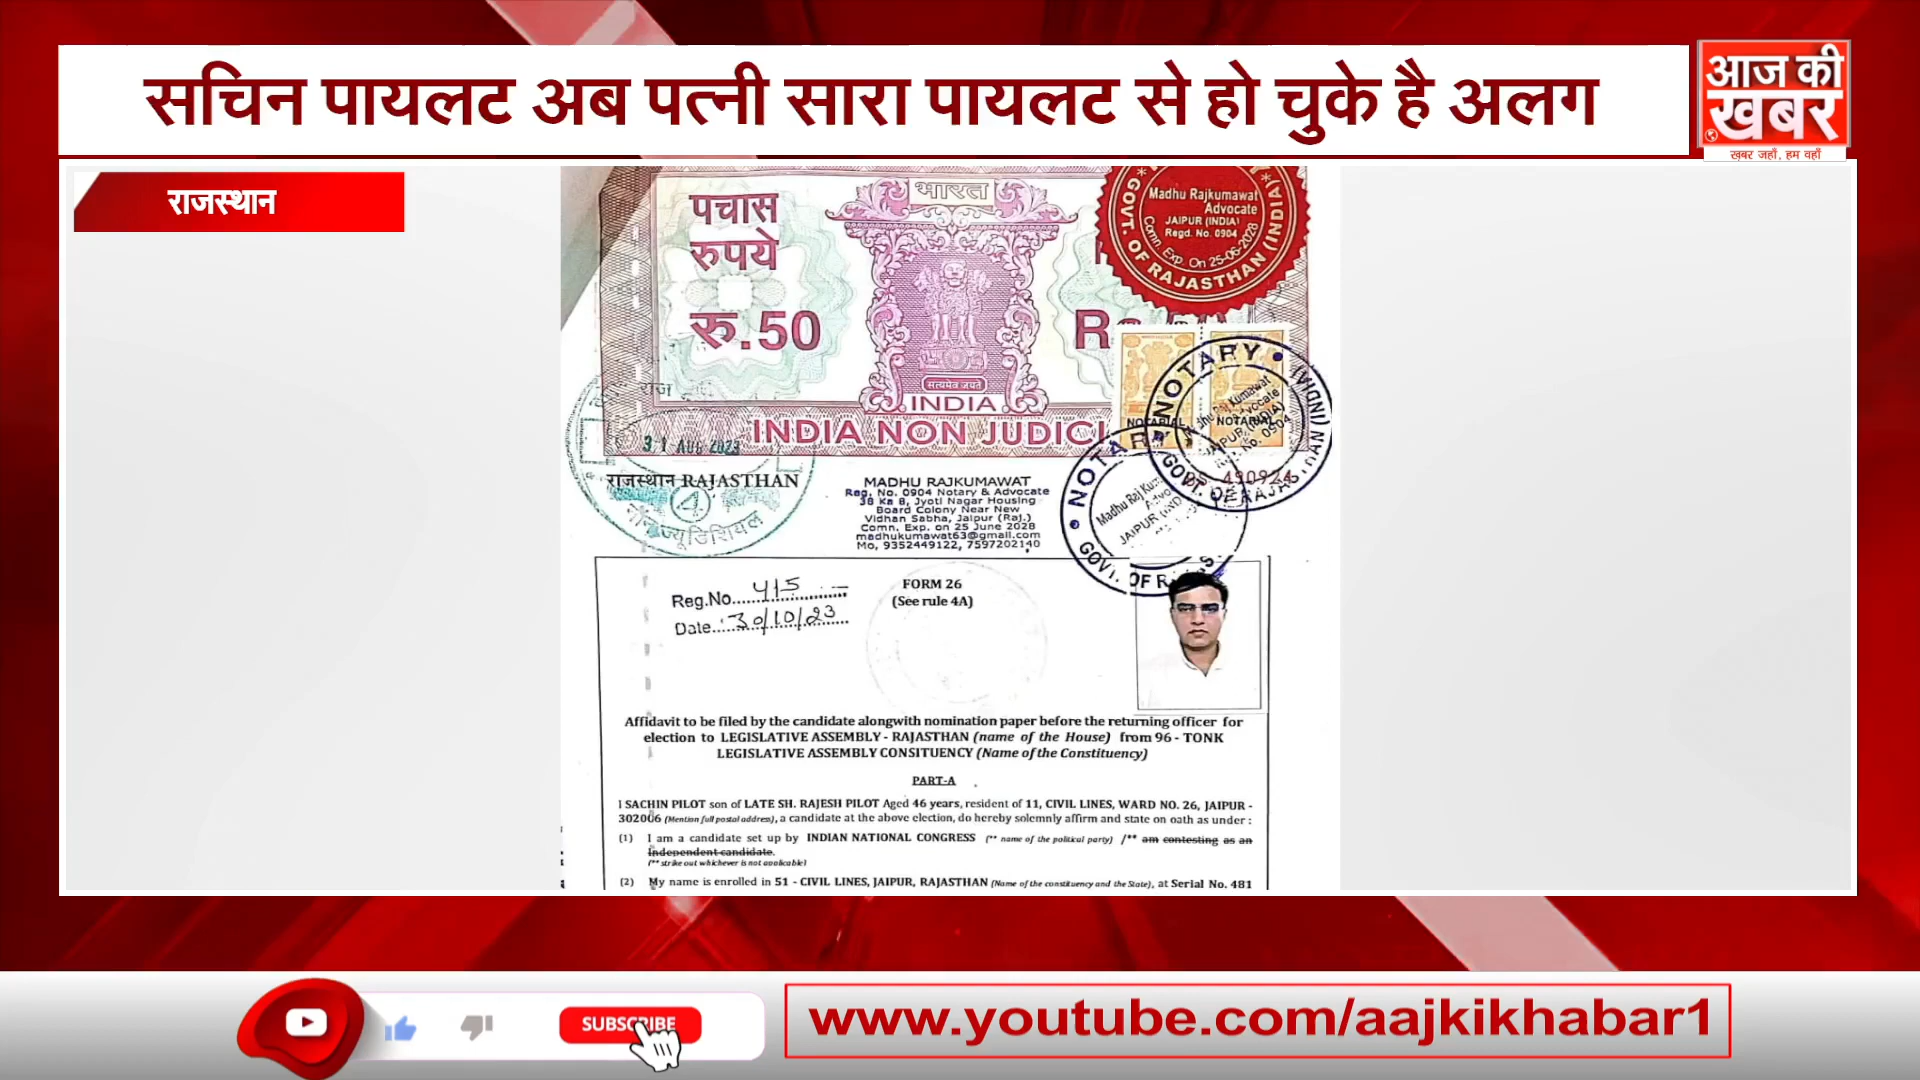 सचिन पायलट अब पत्नी सारा पायलट से हो चुके है अलग
आज की
खबर
ख़बर जहाँ, हम वहाँ
राजस्थान
भारत
पचास
रुपये
रु.50
सत्यमेव जयते
INDIA
INDIA NON JUDICI
Madhu Rajkumawat
Advocate
JAIPUR (INDIA)
Regd. No. 0904
Comn. Exp. On 25-06-2028
GOVT. OF RAJASTHAN (INDIA)
NOTARY
NOTARIAL
NOTARIAL
31 AUG 2023
राजस्थान RAJASTHAN
4
MADHU RAJKUMAWAT
Reg. No. 0904 Notary & Advocate
38 Ka 8, Jyoti Nagar Housing
Board Colony Near New
Vidhan Sabha, Jaipur (Raj.)
Comn. Exp. on 25 June 2028
madhukumawat63@gmail.com
Mo, 9352449122, 7597202140
Reg.No. 415
Date. 30/10/23
FORM 26
(See rule 4A)
Affidavit to be filed by the candidate alongwith nomination paper before the returning officer for
election to LEGISLATIVE ASSEMBLY - RAJASTHAN (name of the House) from 96 - TONK
LEGISLATIVE ASSEMBLY CONSITUENCY (Name of the Constituency)
PART-A
I SACHIN PILOT son of LATE SH. RAJESH PILOT Aged 46 years, resident of 11, CIVIL LINES, WARD NO. 26, JAIPUR -
302006 (Mention full postal address), a candidate at the above election, do hereby solemnly affirm and state on oath as under :
(1) I am a candidate set up by INDIAN NATIONAL CONGRESS (** name of the political party) /** am contesting as an
Independent candidate.
(** strike out whichever is not applicable)
(2) My name is enrolled in 51 - CIVIL LINES, JAIPUR, RAJASTHAN (Name of the constituency and the State), at Serial No. 481
SUBSCRIBE
www.youtube.com/aajkikhabar1